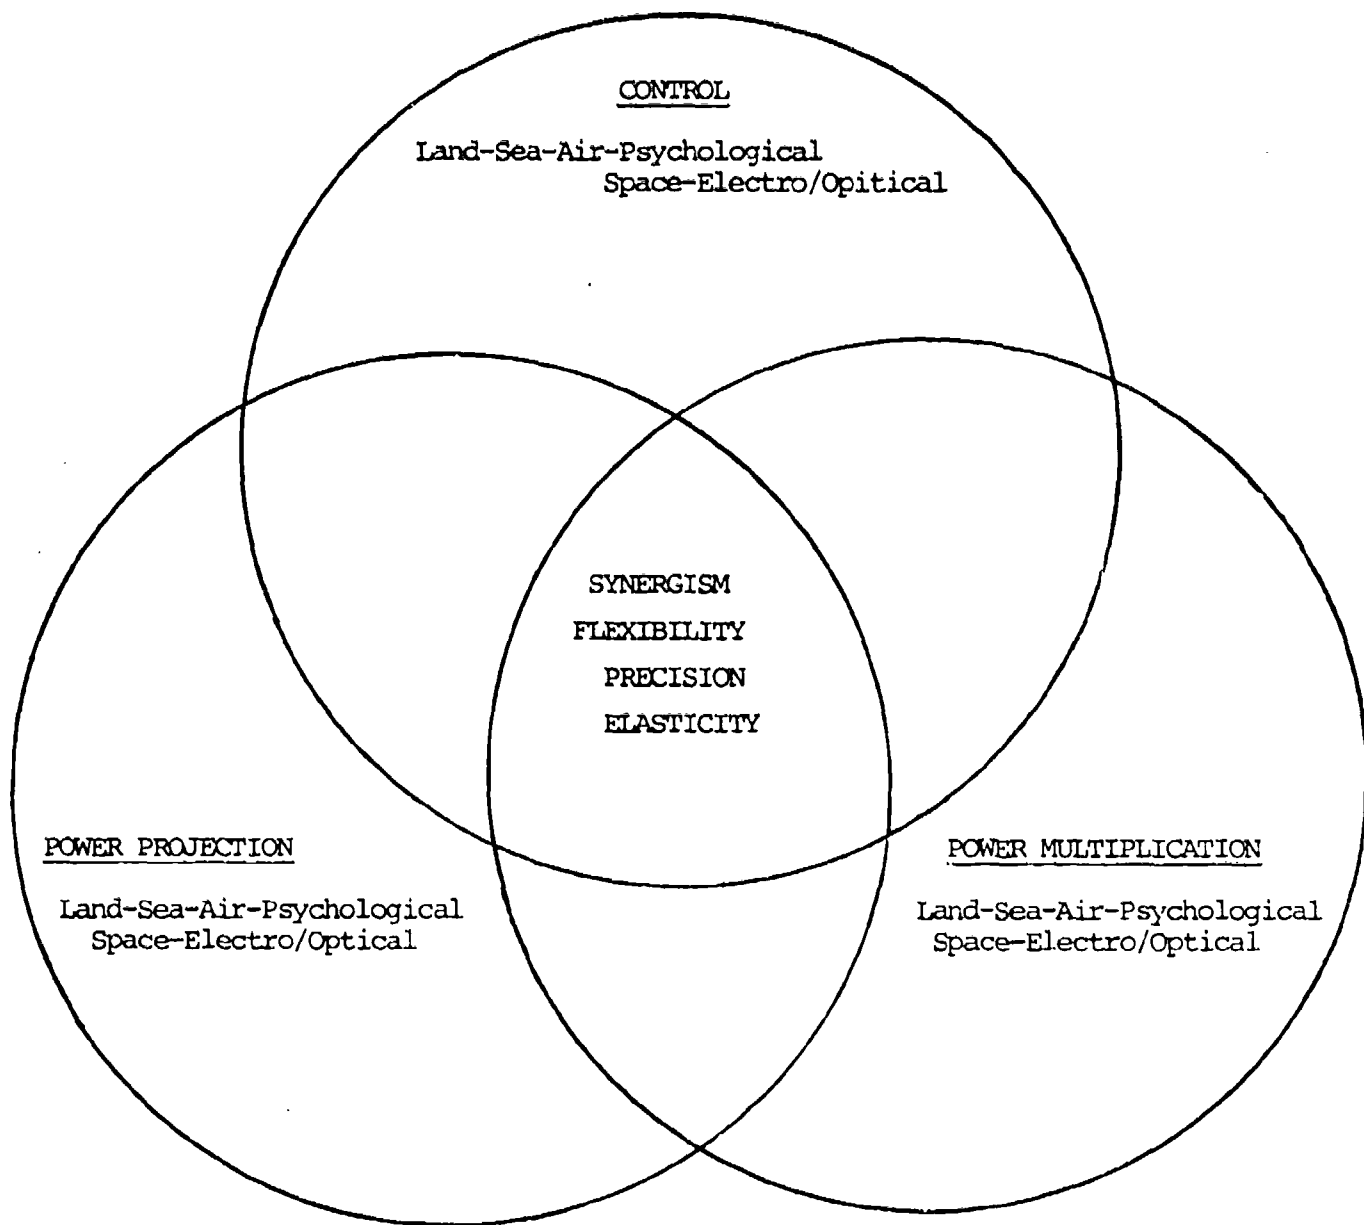 CONTROL
Land-Sea-Air-Psychological
Space-Electro/Opitical
SYNERGISM
FLEXIBILITY
PRECISION
ELASTICITY
POWER PROJECTION
Land-Sea-Air-Psychological
Space-Electro/Optical
POWER MULTIPLICATION
Land-Sea-Air-Psychological
Space-Electro/Optical